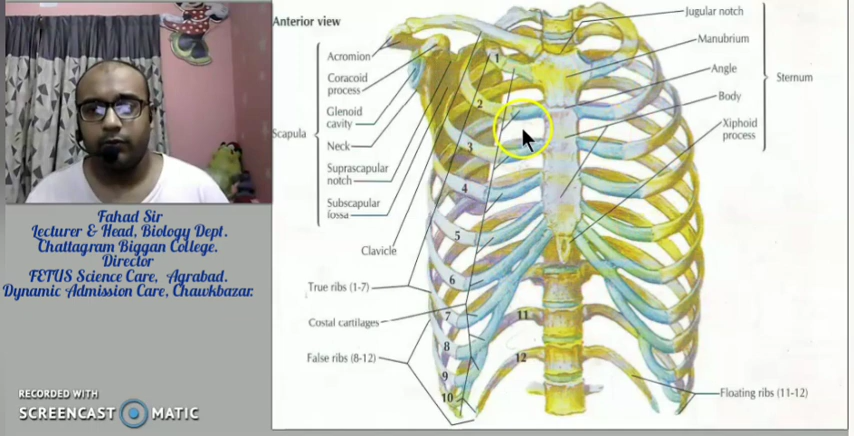 Anterior view
Acromion
Coracoid
process
Glenoid
cavity
Neck
Suprascapular
notch
Subscapular
fossa
Scapula
Clavicle
True ribs (1-7)
Costal cartilages
False ribs (8-12)
1
2
3
4
5
6
7
8
9
10
11
12
Jugular notch
Manubrium
Angle
Body
Xiphoid
process
Sternum
Floating ribs (11-12)
Fahad Sir
Lecturer & Head, Biology Dept.
Chattagram Biggan College.
Director
FETUS Science Care, Agrabad.
Dynamic Admission Care, Chawkbazar.
RECORDED WITH
SCREENCAST MATIC